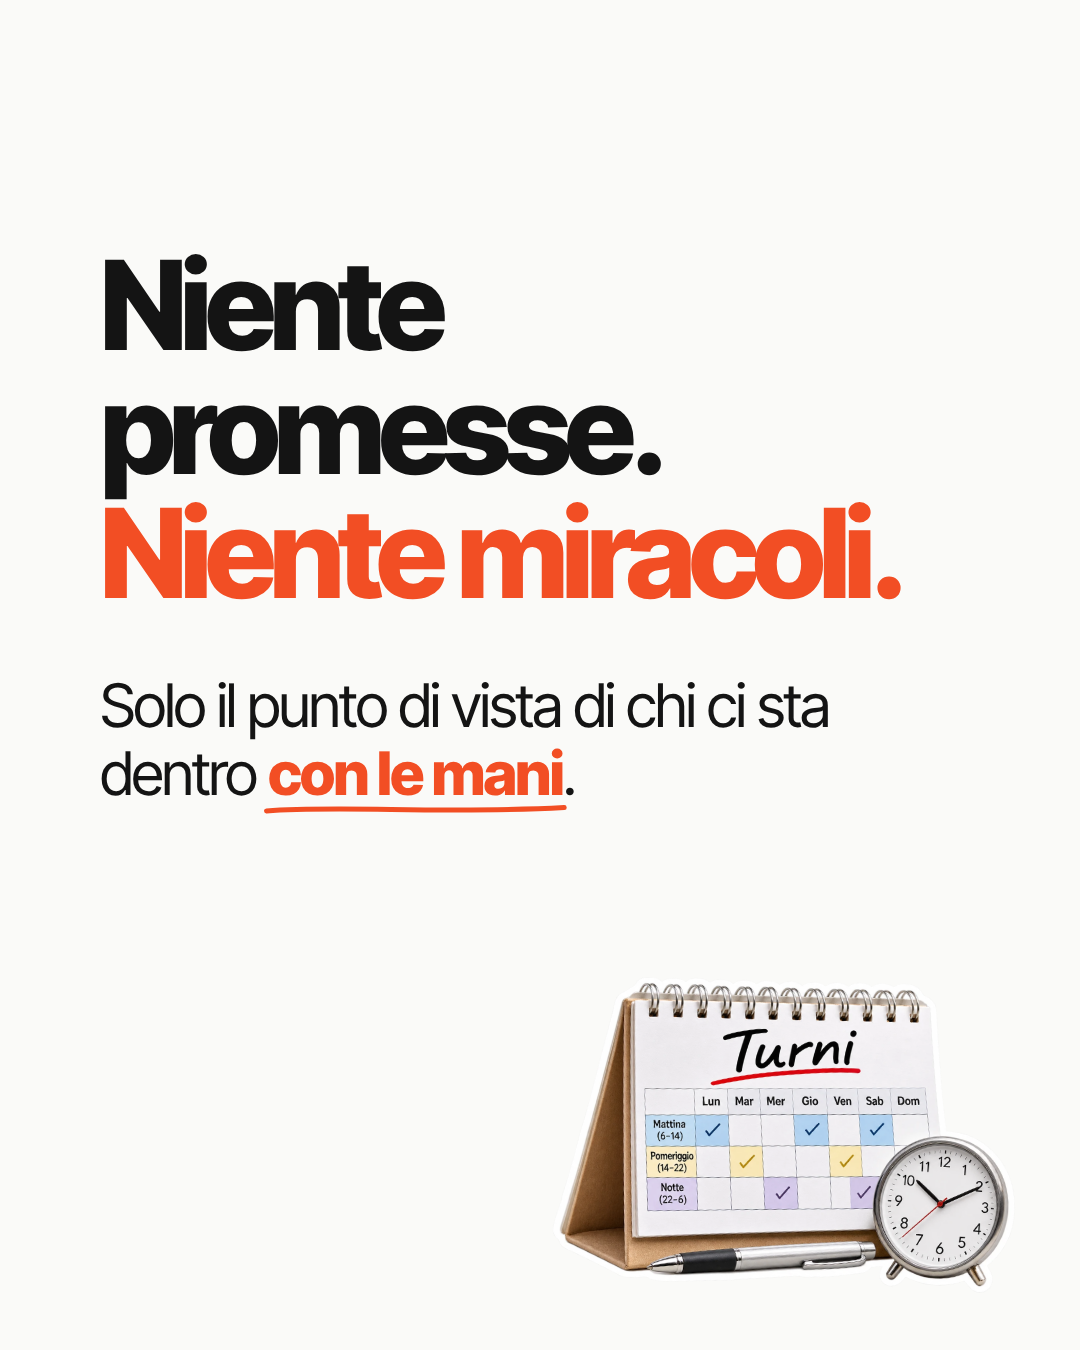 Niente
promesse.
Niente miracoli.
Solo il punto di vista di chi ci sta
dentro con le mani.
Turni
Lun Mar Mer Gio Ven Sab Dom
Mattina
(6-14)
Pomeriggio
(14-22)
Notte
(22-6)
12
1
2
3
4
5
6
7
8
9
10
11